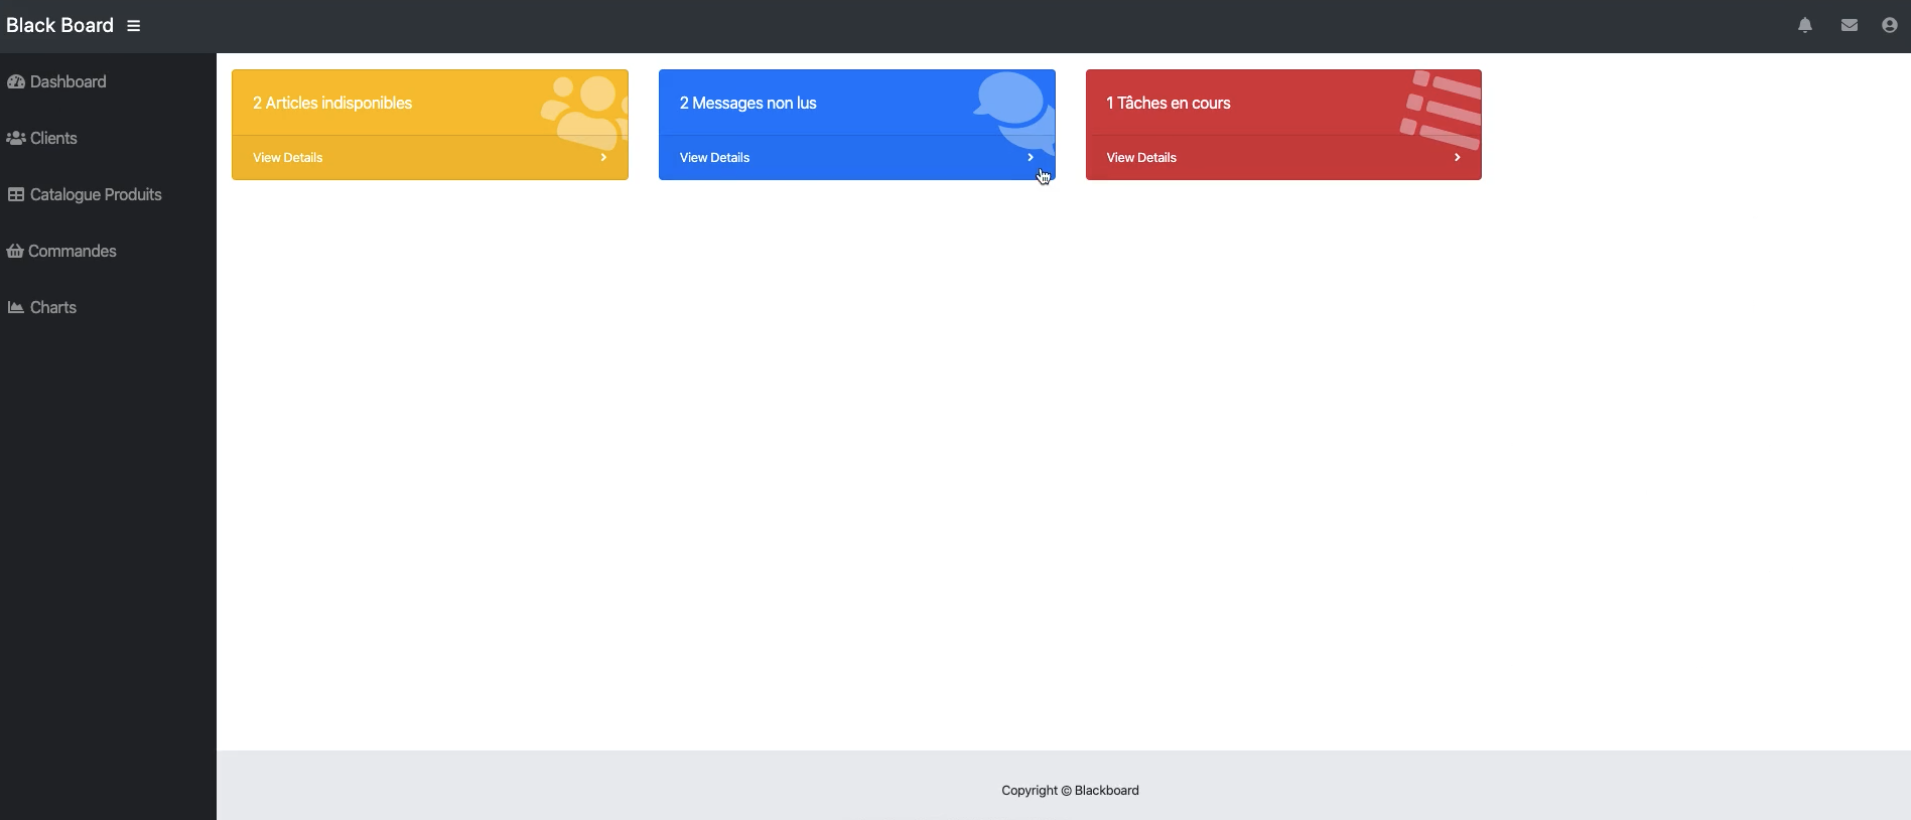 Black Board
Dashboard
Clients
Catalogue Produits
Commandes
Charts
2 Articles indisponibles
View Details
2 Messages non lus
View Details
1 Tâches en cours
View Details
Copyright © Blackboard